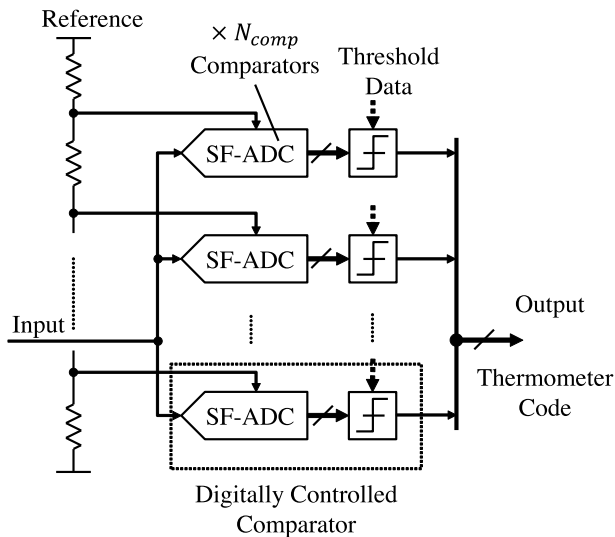 Reference
× N_comp
Comparators
Threshold
Data
SF-ADC
SF-ADC
Input
Output
SF-ADC
Thermometer
Code
Digitally Controlled
Comparator